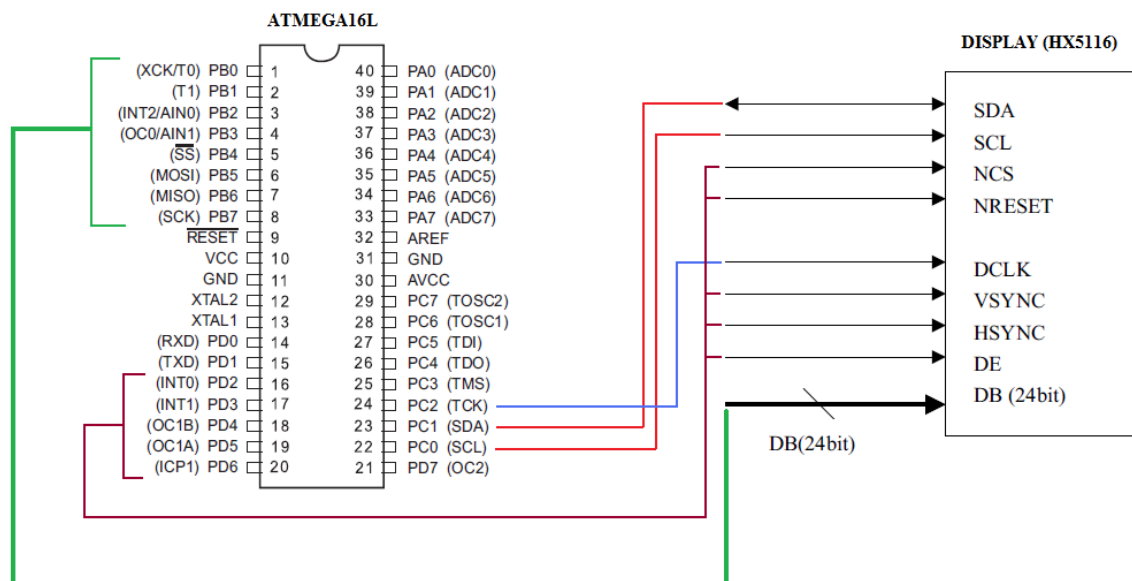 ATMEGA16L
DISPLAY (HX5116)
(XCK/T0) PB0 1 40 PA0 (ADC0)
(T1) PB1 2 39 PA1 (ADC1)
(INT2/AIN0) PB2 3 38 PA2 (ADC2)
(OC0/AIN1) PB3 4 37 PA3 (ADC3)
(SS) PB4 5 36 PA4 (ADC4)
(MOSI) PB5 6 35 PA5 (ADC5)
(MISO) PB6 7 34 PA6 (ADC6)
(SCK) PB7 8 33 PA7 (ADC7)
RESET 9 32 AREF
VCC 10 31 GND
GND 11 30 AVCC
XTAL2 12 29 PC7 (TOSC2)
XTAL1 13 28 PC6 (TOSC1)
(RXD) PD0 14 27 PC5 (TDI)
(TXD) PD1 15 26 PC4 (TDO)
(INT0) PD2 16 25 PC3 (TMS)
(INT1) PD3 17 24 PC2 (TCK)
(OC1B) PD4 18 23 PC1 (SDA)
(OC1A) PD5 19 22 PC0 (SCL)
(ICP1) PD6 20 21 PD7 (OC2)
SDA
SCL
NCS
NRESET
DCLK
VSYNC
HSYNC
DE
DB (24bit)
DB(24bit)